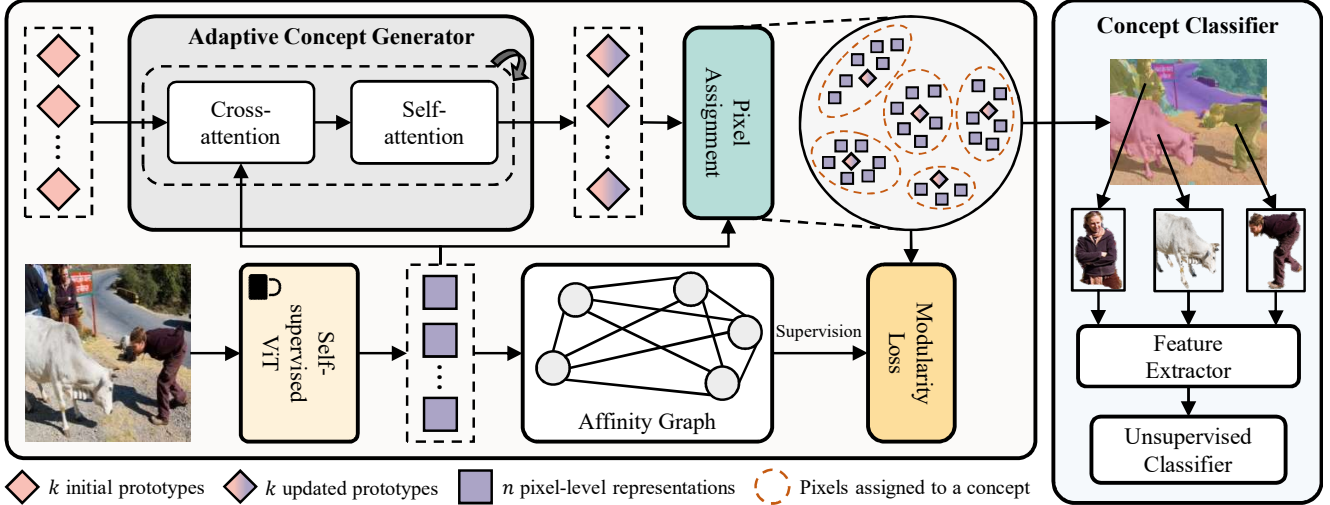 Adaptive Concept Generator
Cross-
attention
Self-
attention
Pixel
Assignment
Concept Classifier
Self-
supervised
ViT
Affinity Graph
Supervision
Modularity
Loss
Feature
Extractor
Unsupervised
Classifier
k initial prototypes
k updated prototypes
n pixel-level representations
Pixels assigned to a concept